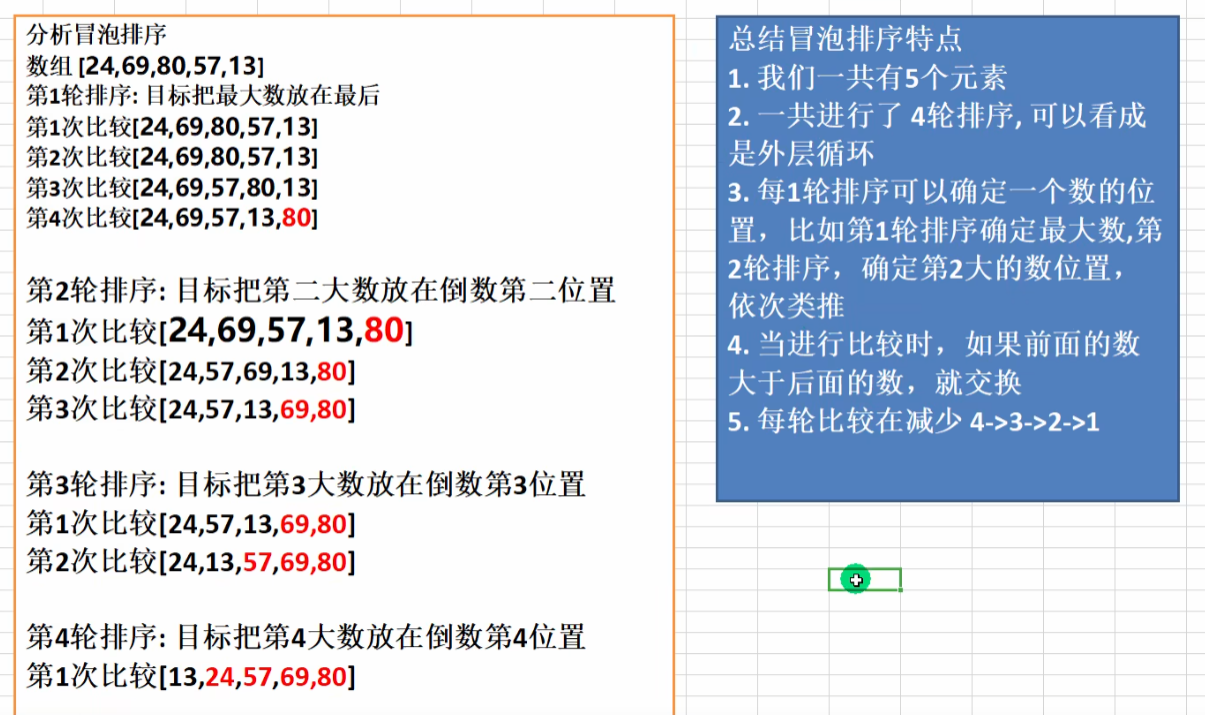 分析冒泡排序
数组 [24,69,80,57,13]
第1轮排序: 目标把最大数放在最后
第1次比较[24,69,80,57,13]
第2次比较[24,69,80,57,13]
第3次比较[24,69,57,80,13]
第4次比较[24,69,57,13,80]
第2轮排序: 目标把第二大数放在倒数第二位置
第1次比较[24,69,57,13,80]
第2次比较[24,57,69,13,80]
第3次比较[24,57,13,69,80]
第3轮排序: 目标把第3大数放在倒数第3位置
第1次比较[24,57,13,69,80]
第2次比较[24,13,57,69,80]
第4轮排序: 目标把第4大数放在倒数第4位置
第1次比较[13,24,57,69,80]
总结冒泡排序特点
1. 我们一共有5个元素
2. 一共进行了 4轮排序, 可以看成
是外层循环
3. 每1轮排序可以确定一个数的位
置，比如第1轮排序确定最大数,第
2轮排序，确定第2大的数位置，
依次类推
4. 当进行比较时，如果前面的数
大于后面的数，就交换
5. 每轮比较在减少 4->3->2->1